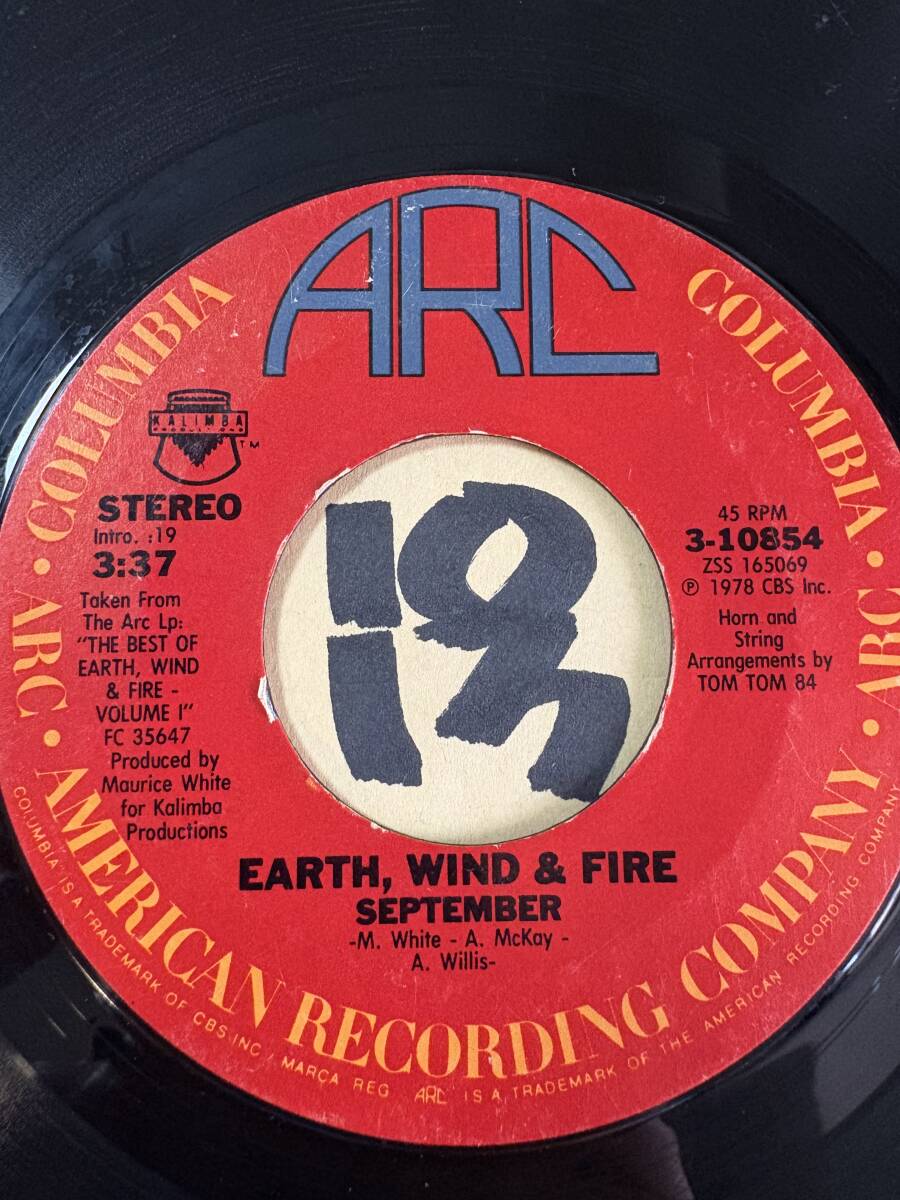 ARC
COLUMBIA
COLUMBIA
KALIMBA
PRODUCTIONS
TM
STEREO
Intro. :19
3:37
Taken From
The Arc Lp:
"THE BEST OF
EARTH, WIND
& FIRE -
VOLUME I"
FC 35647
Produced by
Maurice White
for Kalimba
Productions
45 RPM
3-10854
ZSS 165069
℗ 1978 CBS Inc.
Horn and
String
Arrangements by
TOM TOM 84
EARTH, WIND & FIRE
SEPTEMBER
-M. White - A. McKay -
A. Willis-
• ARC • AMERICAN RECORDING COMPANY • ARC •
COLUMBIA IS A TRADEMARK OF CBS INC / MARCA REG. ARC IS A TRADEMARK OF THE AMERICAN RECORDING COMPANY.